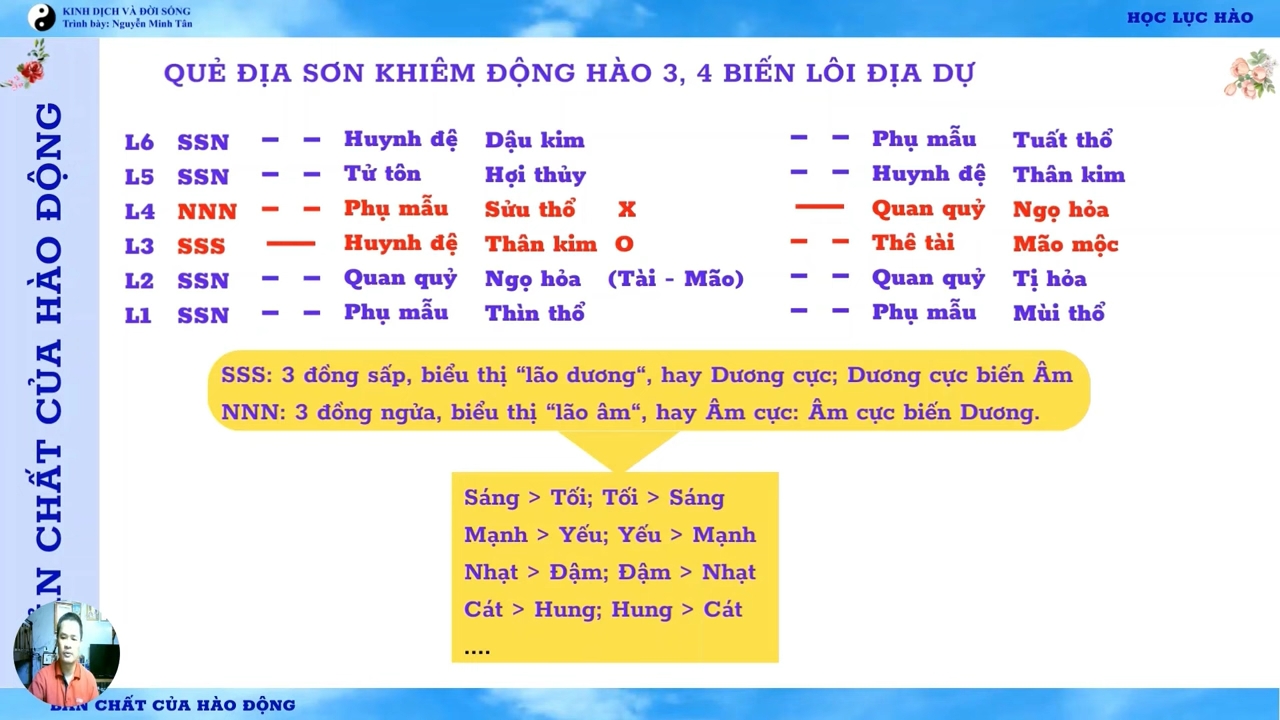 KINH DỊCH VÀ ĐỜI SỐNG
Trình bày: Nguyễn Minh Tân
HỌC LỤC HÀO
QUẺ ĐỊA SƠN KHIÊM ĐỘNG HÀO 3, 4 BIẾN LÔI ĐỊA DỰ
L6 SSN — — Huynh đệ Dậu kim — — Phụ mẫu Tuất thổ
L5 SSN — — Tử tôn Hợi thủy — — Huynh đệ Thân kim
L4 NNN — — Phụ mẫu Sửu thổ X —— Quan quỷ Ngọ hỏa
L3 SSS —— Huynh đệ Thân kim O — — Thê tài Mão mộc
L2 SSN — — Quan quỷ Ngọ hỏa (Tài - Mão) — — Quan quỷ Tị hỏa
L1 SSN — — Phụ mẫu Thìn thổ — — Phụ mẫu Mùi thổ
SSS: 3 đồng sấp, biểu thị “lão dương“, hay Dương cực; Dương cực biến Âm
NNN: 3 đồng ngửa, biểu thị “lão âm“, hay Âm cực: Âm cực biến Dương.
Sáng > Tối; Tối > Sáng
Mạnh > Yếu; Yếu > Mạnh
Nhạt > Đậm; Đậm > Nhạt
Cát > Hung; Hung > Cát
....
CHẤT CỦA HÀO ĐỘNG
BẢN CHẤT CỦA HÀO ĐỘNG